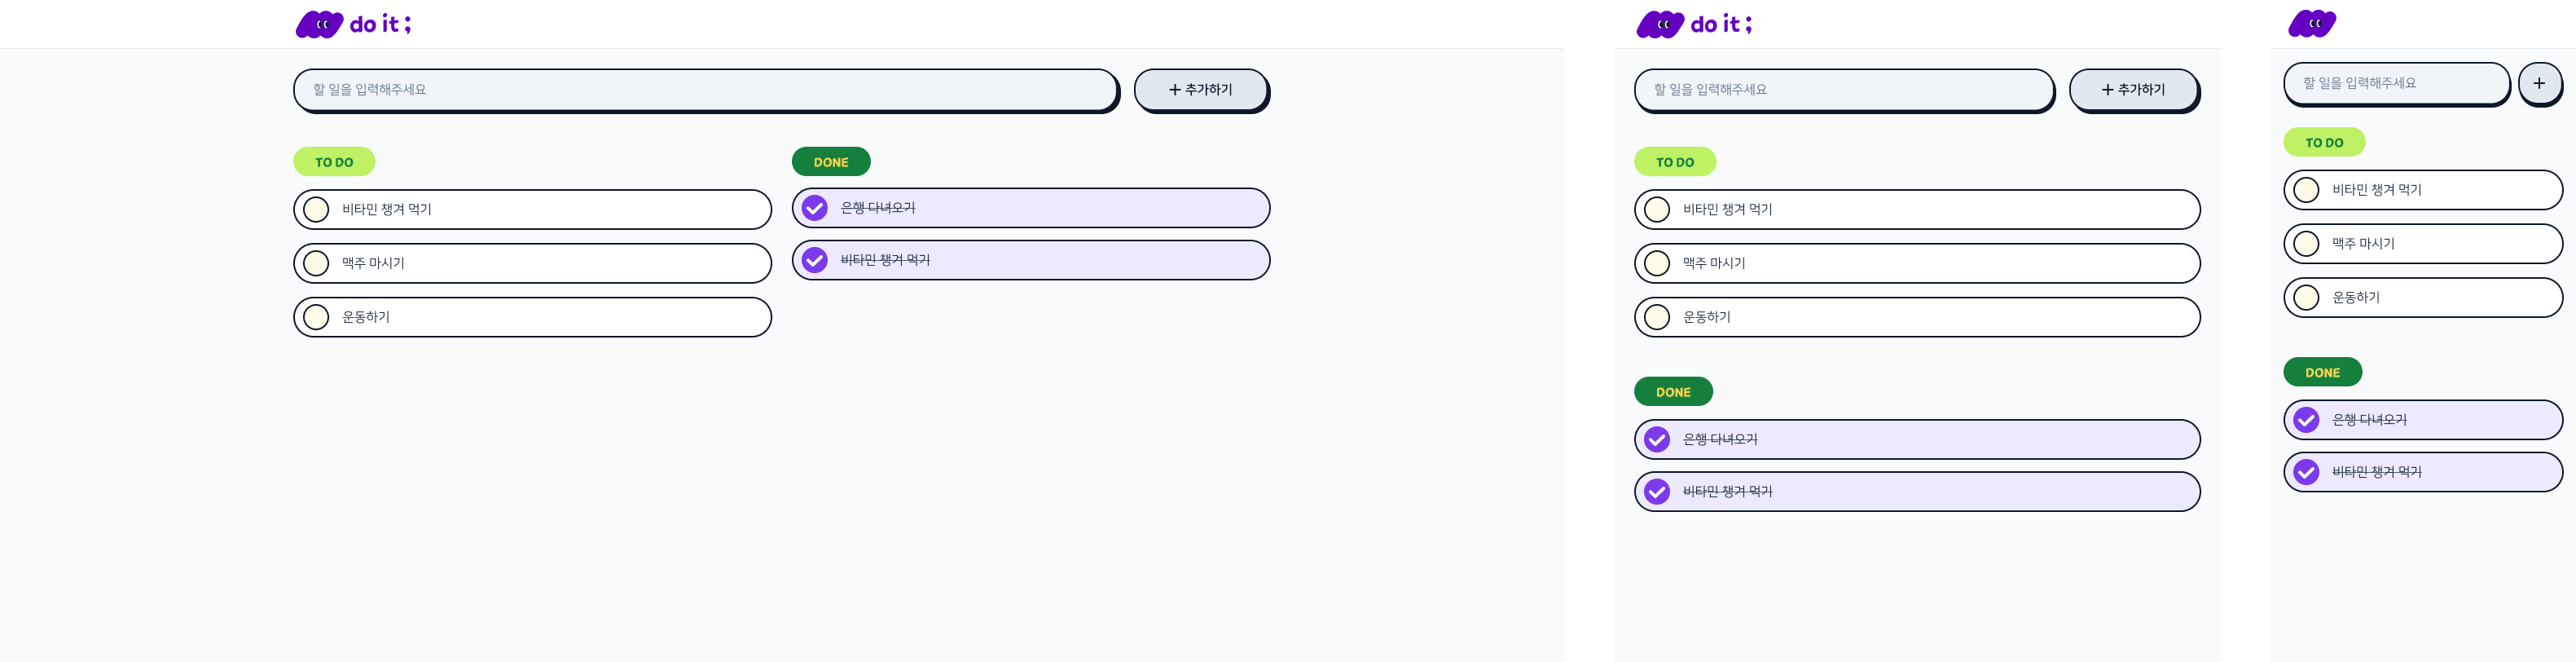 do it ;
할 일을 입력해주세요
+ 추가하기
TO DO
비타민 챙겨 먹기
맥주 마시기
운동하기
DONE
은행 다녀오기
비타민 챙겨 먹기
do it ;
할 일을 입력해주세요
+ 추가하기
TO DO
비타민 챙겨 먹기
맥주 마시기
운동하기
DONE
은행 다녀오기
비타민 챙겨 먹기
할 일을 입력해주세요
+
TO DO
비타민 챙겨 먹기
맥주 마시기
운동하기
DONE
은행 다녀오기
비타민 챙겨 먹기